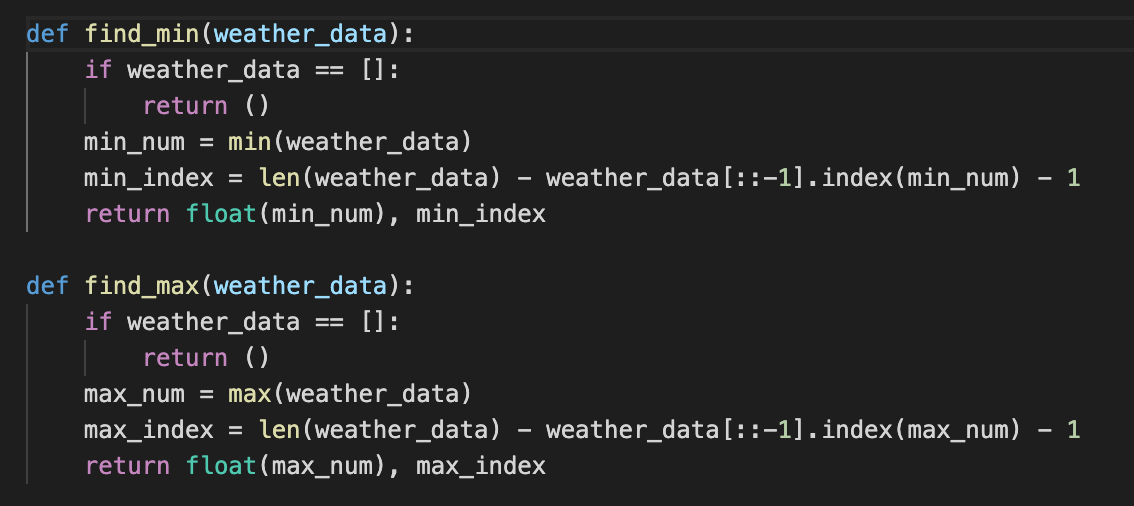 def find_min(weather_data):
    if weather_data == []:
        return ()
    min_num = min(weather_data)
    min_index = len(weather_data) - weather_data[::-1].index(min_num) - 1
    return float(min_num), min_index

def find_max(weather_data):
    if weather_data == []:
        return ()
    max_num = max(weather_data)
    max_index = len(weather_data) - weather_data[::-1].index(max_num) - 1
    return float(max_num), max_index